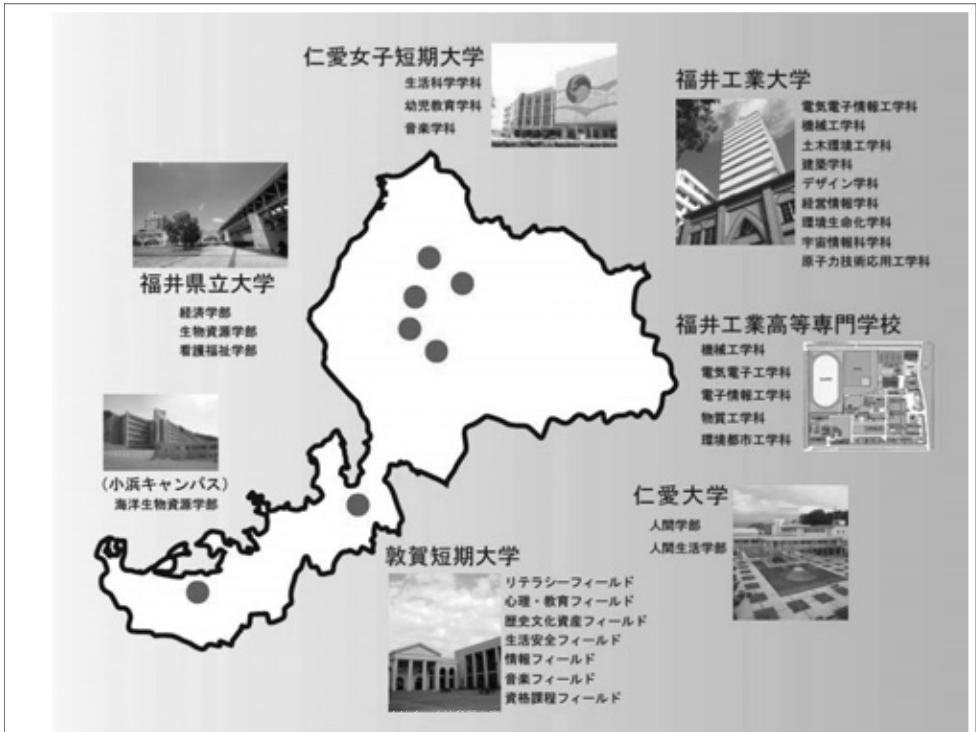 仁愛女子短期大学
生活科学学科
幼児教育学科
音楽学科
福井工業大学
電気電子情報工学科
機械工学科
土木環境工学科
建築学科
デザイン学科
経営情報学科
環境生命化学科
宇宙情報科学科
原子力技術応用工学科
福井県立大学
経済学部
生物資源学部
看護福祉学部
福井工業高等専門学校
機械工学科
電気電子工学科
電子情報工学科
物質工学科
環境都市工学科
（小浜キャンパス）
海洋生物資源学部
仁愛大学
人間学部
人間生活学部
敦賀短期大学
リテラシーフィールド
心理・教育フィールド
歴史文化資産フィールド
生活安全フィールド
情報フィールド
音楽フィールド
資格課程フィールド